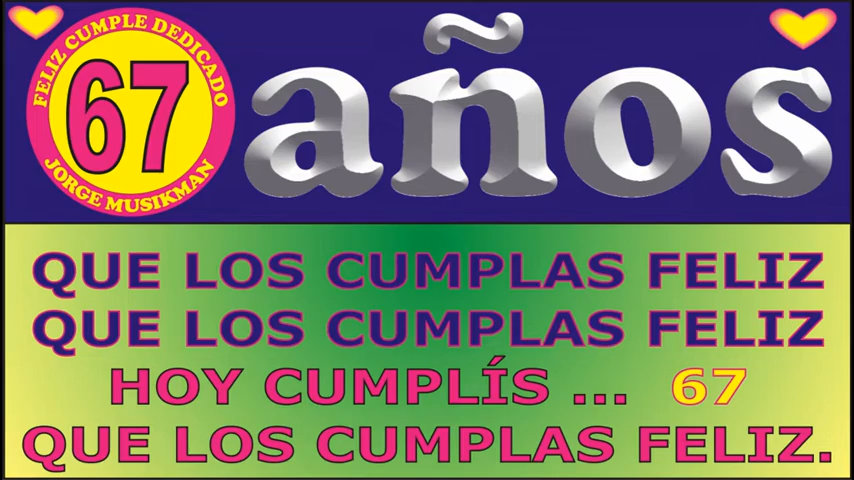 FELIZ CUMPLE DEDICADO
67
JORGE MUSIKMAN
años
QUE LOS CUMPLAS FELIZ
QUE LOS CUMPLAS FELIZ
HOY CUMPLÍS ... 67
QUE LOS CUMPLAS FELIZ.